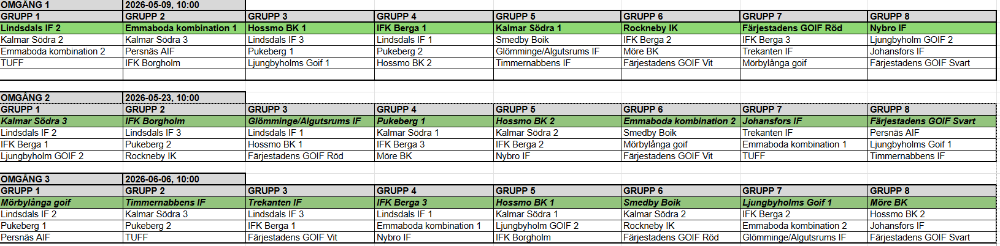 OMGÅNG 1 2026-05-09, 10:00
GRUPP 1 GRUPP 2 GRUPP 3 GRUPP 4 GRUPP 5 GRUPP 6 GRUPP 7 GRUPP 8
Lindsdals IF 2 Emmaboda kombination 1 Hossmo BK 1 IFK Berga 1 Kalmar Södra 1 Rockneby IK Färjestadens GOIF Röd Nybro IF
Kalmar Södra 2 Kalmar Södra 3 Lindsdals IF 3 Lindsdals IF 1 Smedby Boik IFK Berga 2 IFK Berga 3 Ljungbyholm GOIF 2
Emmaboda kombination 2 Persnäs AIF Pukeberg 1 Pukeberg 2 Glömminge/Algutsrums IF Möre BK Trekanten IF Johansfors IF
TUFF IFK Borgholm Ljungbyholms Goif 1 Hossmo BK 2 Timmernabbens IF Färjestadens GOIF Vit Mörbylånga goif Färjestadens GOIF Svart
OMGÅNG 2 2026-05-23, 10:00
GRUPP 1 GRUPP 2 GRUPP 3 GRUPP 4 GRUPP 5 GRUPP 6 GRUPP 7 GRUPP 8
Kalmar Södra 3 IFK Borgholm Glömminge/Algutsrums IF Pukeberg 1 Hossmo BK 2 Emmaboda kombination 2 Johansfors IF Färjestadens GOIF Svart
Lindsdals IF 2 Lindsdals IF 3 Lindsdals IF 1 Kalmar Södra 1 Kalmar Södra 2 Smedby Boik Trekanten IF Persnäs AIF
IFK Berga 1 Pukeberg 2 Hossmo BK 1 IFK Berga 3 IFK Berga 2 Mörbylånga goif Emmaboda kombination 1 Ljungbyholms Goif 1
Ljungbyholm GOIF 2 Rockneby IK Färjestadens GOIF Röd Möre BK Nybro IF Färjestadens GOIF Vit TUFF Timmernabbens IF
OMGÅNG 3 2026-06-06, 10:00
GRUPP 1 GRUPP 2 GRUPP 3 GRUPP 4 GRUPP 5 GRUPP 6 GRUPP 7 GRUPP 8
Mörbylånga goif Timmernabbens IF Trekanten IF IFK Berga 3 Hossmo BK 1 Smedby Boik Ljungbyholms Goif 1 Möre BK
Lindsdals IF 2 Kalmar Södra 3 Lindsdals IF 3 Lindsdals IF 1 Kalmar Södra 1 Kalmar Södra 2 IFK Berga 2 Hossmo BK 2
Pukeberg 1 Pukeberg 2 IFK Berga 1 Emmaboda kombination 1 Ljungbyholm GOIF 2 Rockneby IK Emmaboda kombination 2 Johansfors IF
Persnäs AIF TUFF Färjestadens GOIF Vit Nybro IF IFK Borgholm Färjestadens GOIF Röd Glömminge/Algutsrums IF Färjestadens GOIF Svart